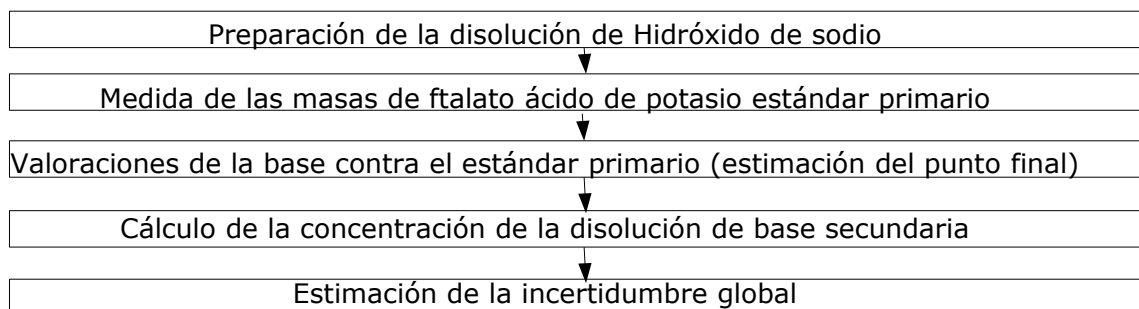 Preparación de la disolución de Hidróxido de sodio
Medida de las masas de ftalato ácido de potasio estándar primario
Valoraciones de la base contra el estándar primario (estimación del punto final)
Cálculo de la concentración de la disolución de base secundaria
Estimación de la incertidumbre global